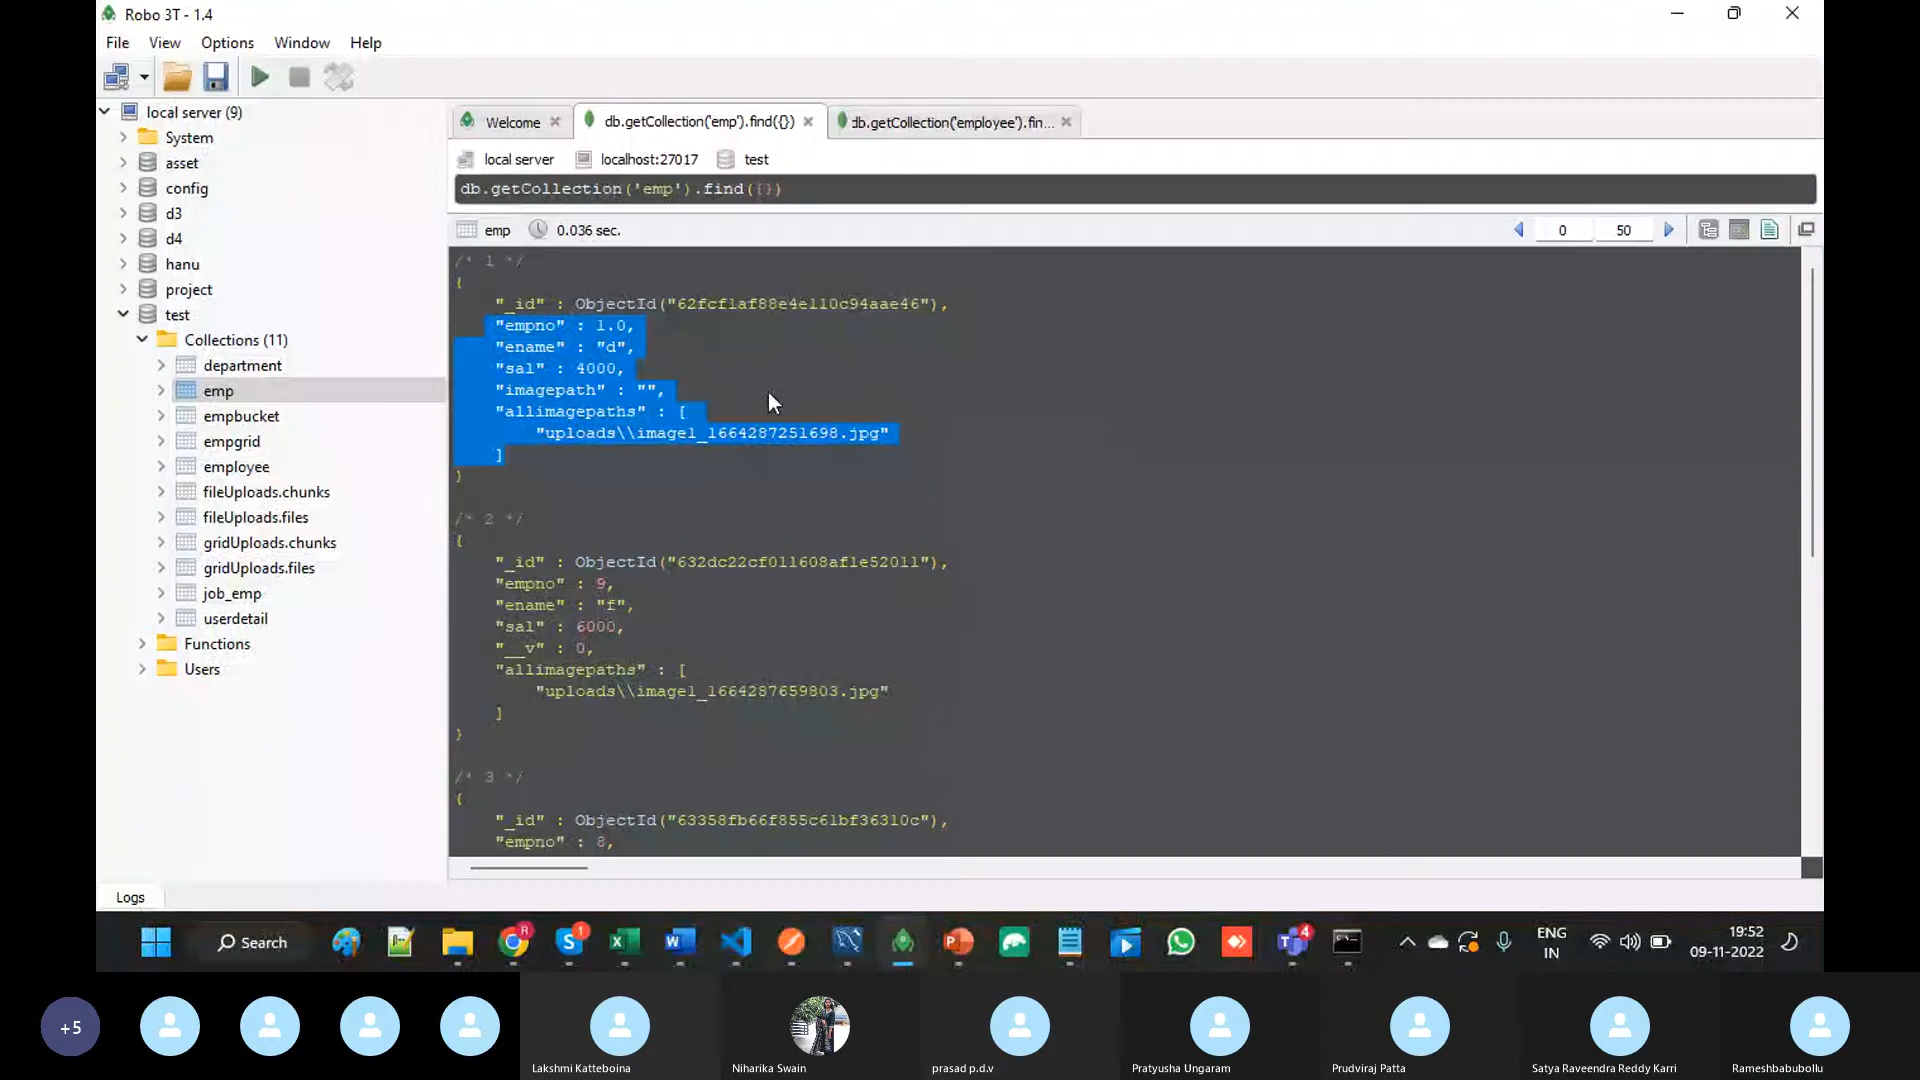 Robo 3T - 1.4
File View Options Window Help
local server (9)
System
asset
config
d3
d4
hanu
project
test
Collections (11)
department
emp
empbucket
empgrid
employee
fileUploads.chunks
fileUploads.files
gridUploads.chunks
gridUploads.files
job_emp
userdetail
Functions
Users
Logs
Welcome
db.getCollection('emp').find({})
db.getCollection('employee').fin...
local server localhost:27017 test
db.getCollection('emp').find({})
emp 0.036 sec.
0 50
/* 1 */
{
"_id" : ObjectId("62fcf1af88e4e110c94aae46"),
"empno" : 1.0,
"ename" : "d",
"sal" : 4000,
"imagepath" : "",
"allimagepaths" : [
"uploads\\image1_1664287251698.jpg"
]
}
/* 2 */
{
"_id" : ObjectId("632dc22cf011608af1e52011"),
"empno" : 9,
"ename" : "f",
"sal" : 6000,
"__v" : 0,
"allimagepaths" : [
"uploads\\image1_1664287659803.jpg"
]
}
/* 3 */
{
"_id" : ObjectId("63358fb66f855c61bf36310c"),
"empno" : 8,
Search
R
1
4
ENG
IN
19:52
09-11-2022
+5
Lakshmi Katteboina
Niharika Swain
prasad p.d.v
Pratyusha Ungaram
Prudviraj Patta
Satya Raveendra Reddy Karri
Rameshbabubollu